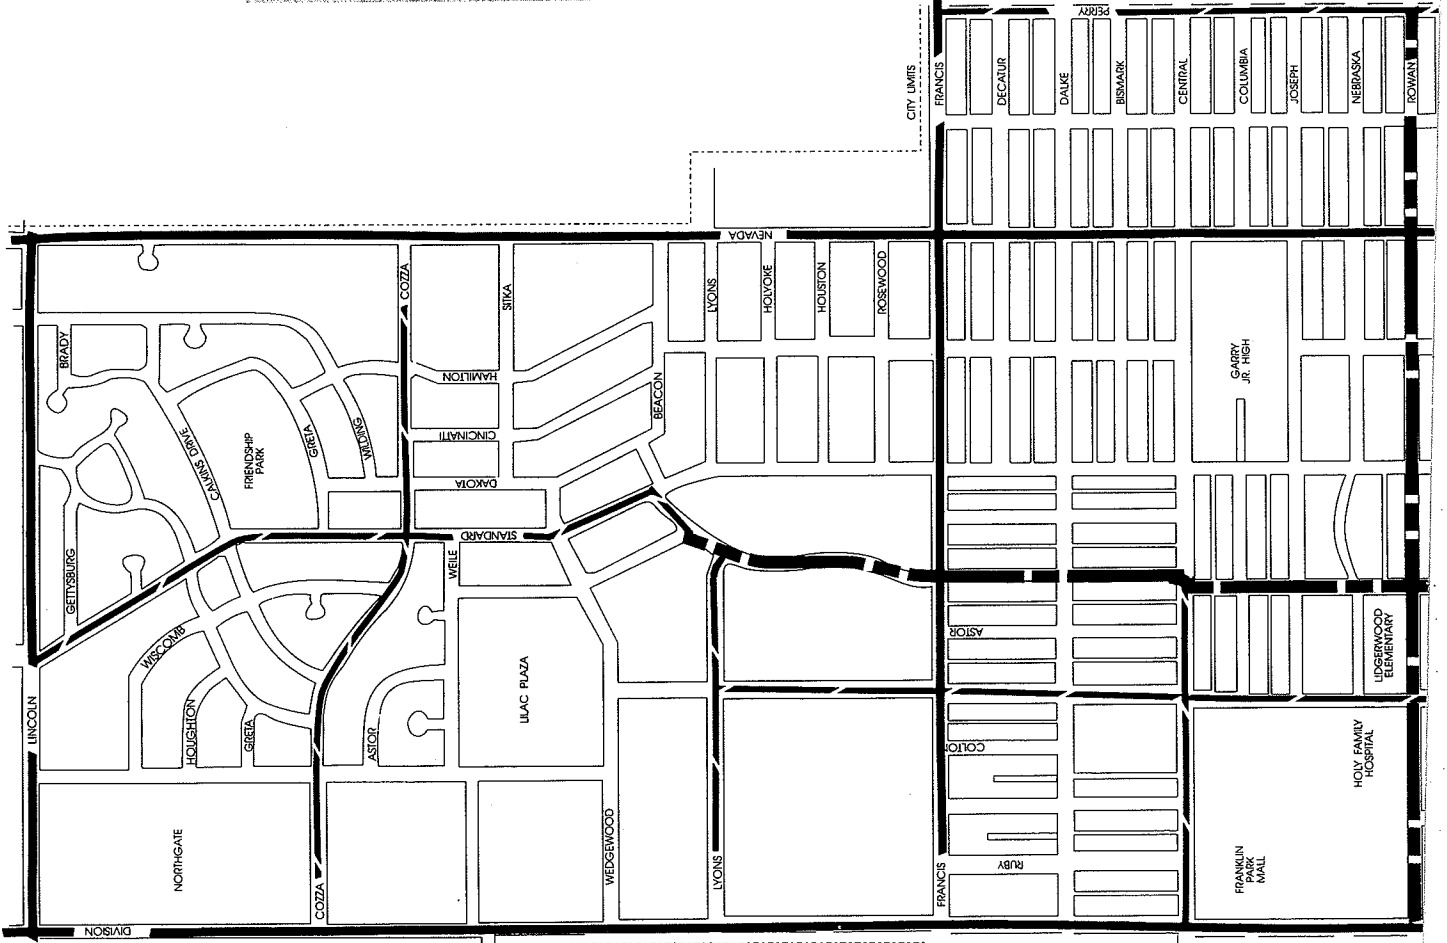 PERRY
CITY LIMITS
FRANCIS
DECATUR
DALKE
BISMARK
CENTRAL
COLUMBIA
JOSEPH
NEBRASKA
ROWAN
NEVADA
COZZA
SITKA
LYONS
HOLYOKE
HOUSTON
ROSEWOOD
BRADY
HAMILTON
BEACON
GARRY
JR. HIGH
CALKINS DRIVE
FRIENDSHIP
PARK
GRETA
WILDING
CINCINATTI
DAKOTA
STANDARD
GETTYSBURG
WEILE
WISCOMB
ASTOR
LIDGERWOOD
ELEMENTARY
LINCOLN
HOUGHTON
GRETA
ASTOR
LILAC PLAZA
COLTON
HOLY FAMILY
HOSPITAL
NORTHGATE
COZZA
WEDGEWOOD
LYONS
FRANCIS
RUBY
FRANKLIN
PARK
MALL
DIVISION